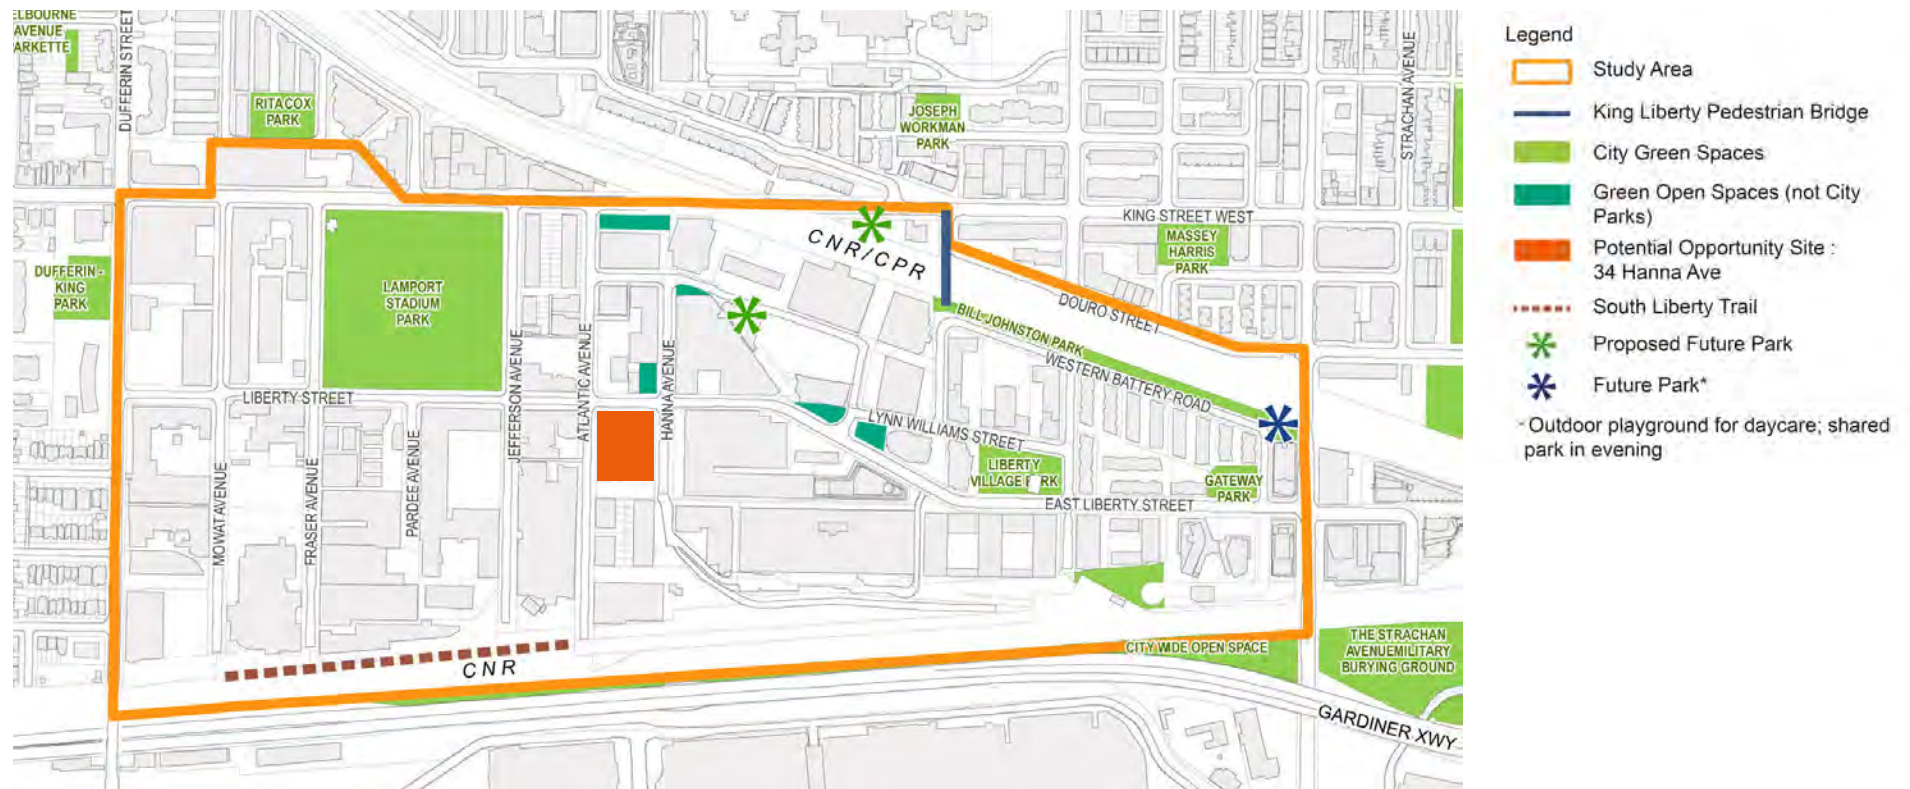 ELBOURNE
AVENUE
ARKETTE
DUFFERIN STREET
RITA COX
PARK
JOSEPH
WORKMAN
PARK
STRACHAN AVENUE
KING STREET WEST
MASSEY
HARRIS
PARK
CNR/CPR
DUFFERIN -
KING
PARK
LAMPORT
STADIUM
PARK
DOURO STREET
BILL JOHNSTON PARK
WESTERN BATTERY ROAD
JEFFERSON AVENUE
ATLANTIC AVENUE
HANNA AVENUE
LIBERTY STREET
LYNN WILLIAMS STREET
LIBERTY
VILLAGE PARK
GATEWAY
PARK
EAST LIBERTY STREET
MOWAT AVENUE
FRASER AVENUE
PARDEE AVENUE
CNR
CITY WIDE OPEN SPACE
THE STRACHAN
AVENUEMILITARY
BURYING GROUND
GARDINER XWY
Legend
Study Area
King Liberty Pedestrian Bridge
City Green Spaces
Green Open Spaces (not City
Parks)
Potential Opportunity Site :
34 Hanna Ave
South Liberty Trail
Proposed Future Park
Future Park*
* Outdoor playground for daycare; shared
park in evening